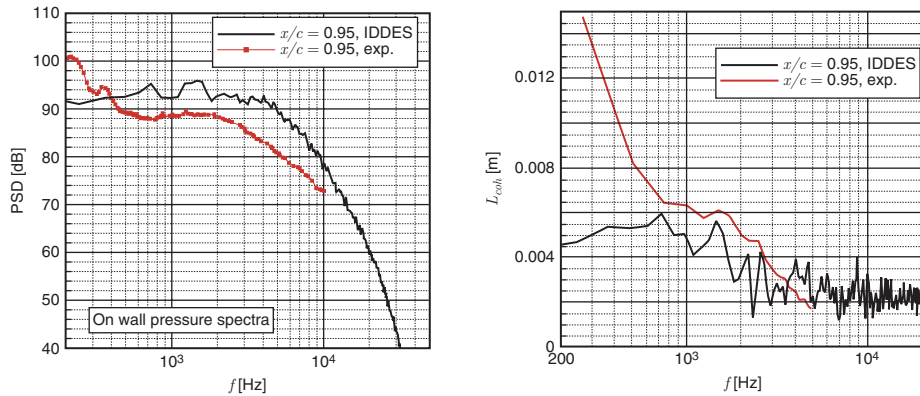 PSD [dB]
100
90
80
70
60
50
40
x/c = 0.95, IDDES
x/c = 0.95, exp.
On wall pressure spectra
10³
10⁴
f [Hz]
L_coh [m]
0.012
0.008
0.004
0
x/c = 0.95, IDDES
x/c = 0.95, exp.
200
10³
10⁴
f [Hz]